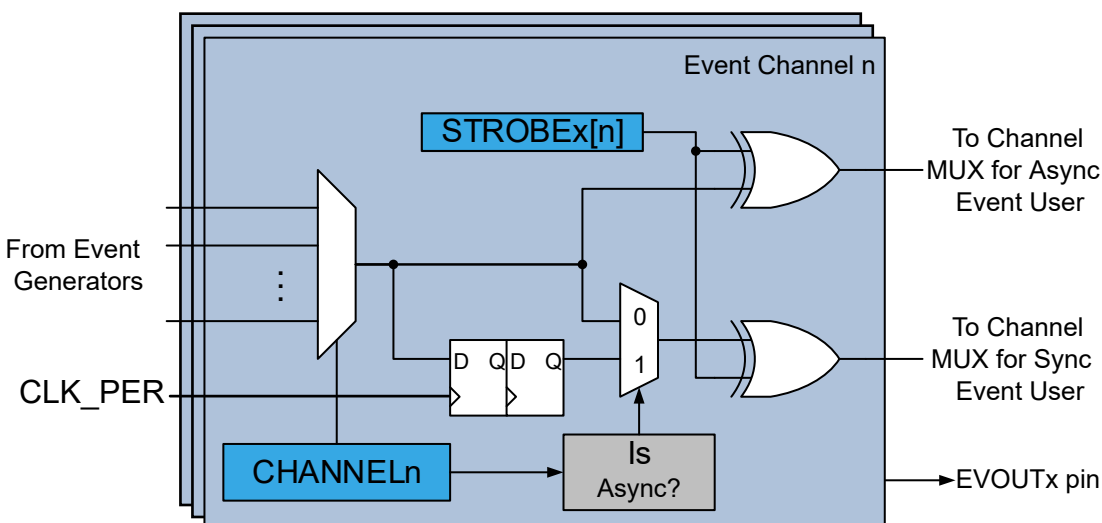 Event Channel n
STROBEx[n]
To Channel
MUX for Async
Event User
From Event
Generators
⋮
0
1
To Channel
MUX for Sync
Event User
D Q D Q
CLK_PER
CHANNELn
Is
Async?
EVOUTx pin